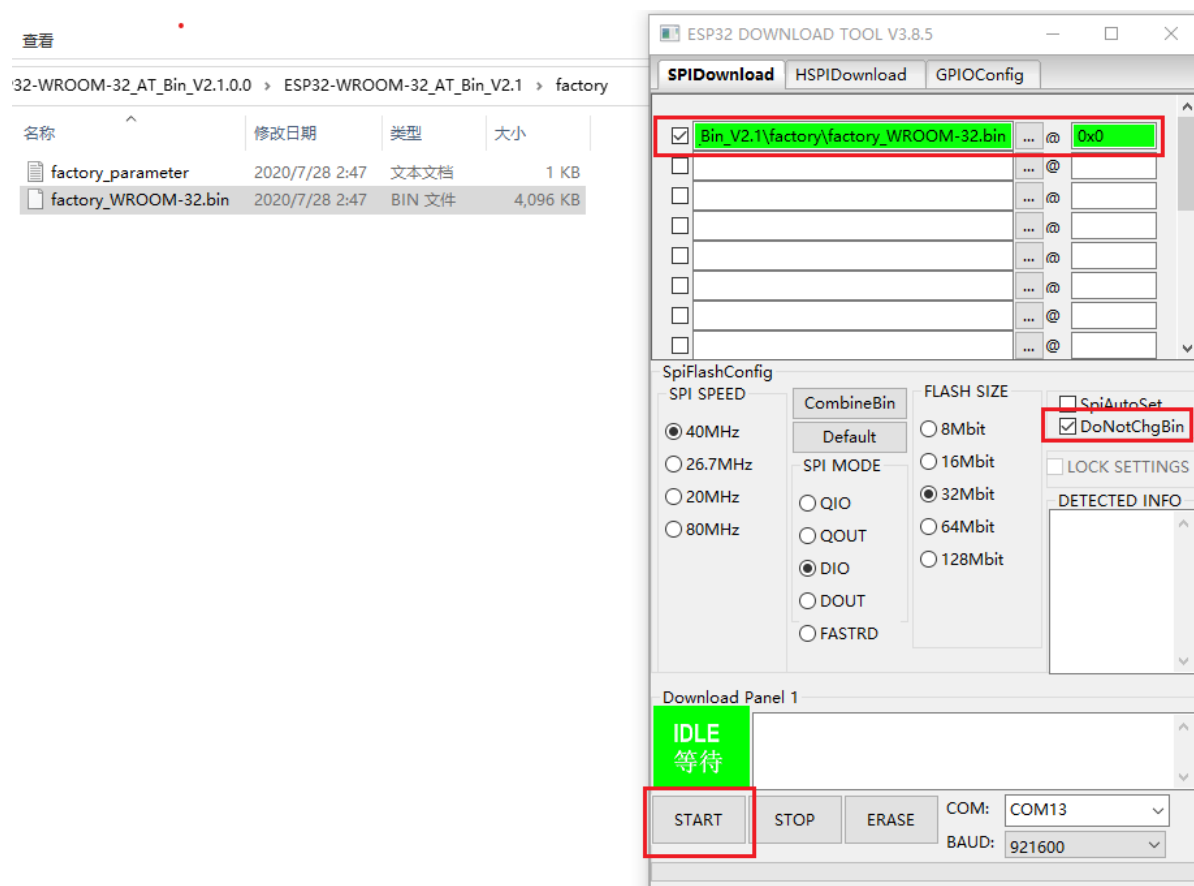 查看
32-WROOM-32_AT_Bin_V2.1.0.0 › ESP32-WROOM-32_AT_Bin_V2.1 › factory
名称 修改日期 类型 大小
factory_parameter 2020/7/28 2:47 文本文档 1 KB
factory_WROOM-32.bin 2020/7/28 2:47 BIN 文件 4,096 KB
ESP32 DOWNLOAD TOOL V3.8.5
SPIDownload HSPIDownload GPIOConfig
_Bin_V2.1\factory\factory_WROOM-32.bin ... @ 0x0
... @
... @
... @
... @
... @
... @
... @
SpiFlashConfig
SPI SPEED
40MHz
26.7MHz
20MHz
80MHz
CombineBin
Default
SPI MODE
QIO
QOUT
DIO
DOUT
FASTRD
FLASH SIZE
8Mbit
16Mbit
32Mbit
64Mbit
128Mbit
SpiAutoSet
DoNotChgBin
LOCK SETTINGS
DETECTED INFO
Download Panel 1
IDLE
等待
START STOP ERASE
COM: COM13
BAUD: 921600